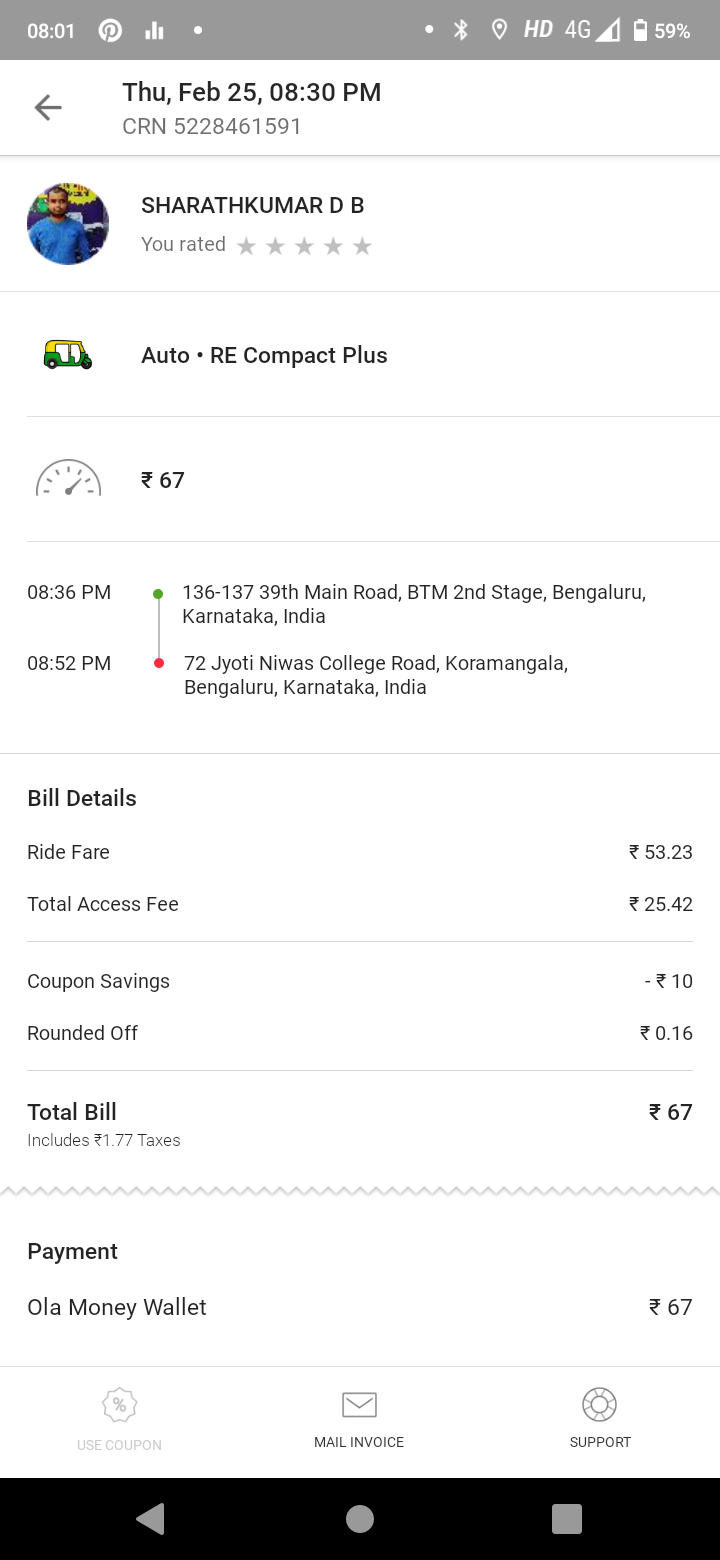 08:01 HD 4G 59%
Thu, Feb 25, 08:30 PM
CRN 5228461591
SHARATHKUMAR D B
You rated
Auto • RE Compact Plus
₹ 67
08:36 PM 136-137 39th Main Road, BTM 2nd Stage, Bengaluru,
Karnataka, India
08:52 PM 72 Jyoti Niwas College Road, Koramangala,
Bengaluru, Karnataka, India
Bill Details
Ride Fare ₹ 53.23
Total Access Fee ₹ 25.42
Coupon Savings - ₹ 10
Rounded Off ₹ 0.16
Total Bill ₹ 67
Includes ₹1.77 Taxes
Payment
Ola Money Wallet ₹ 67
%
USE COUPON MAIL INVOICE SUPPORT